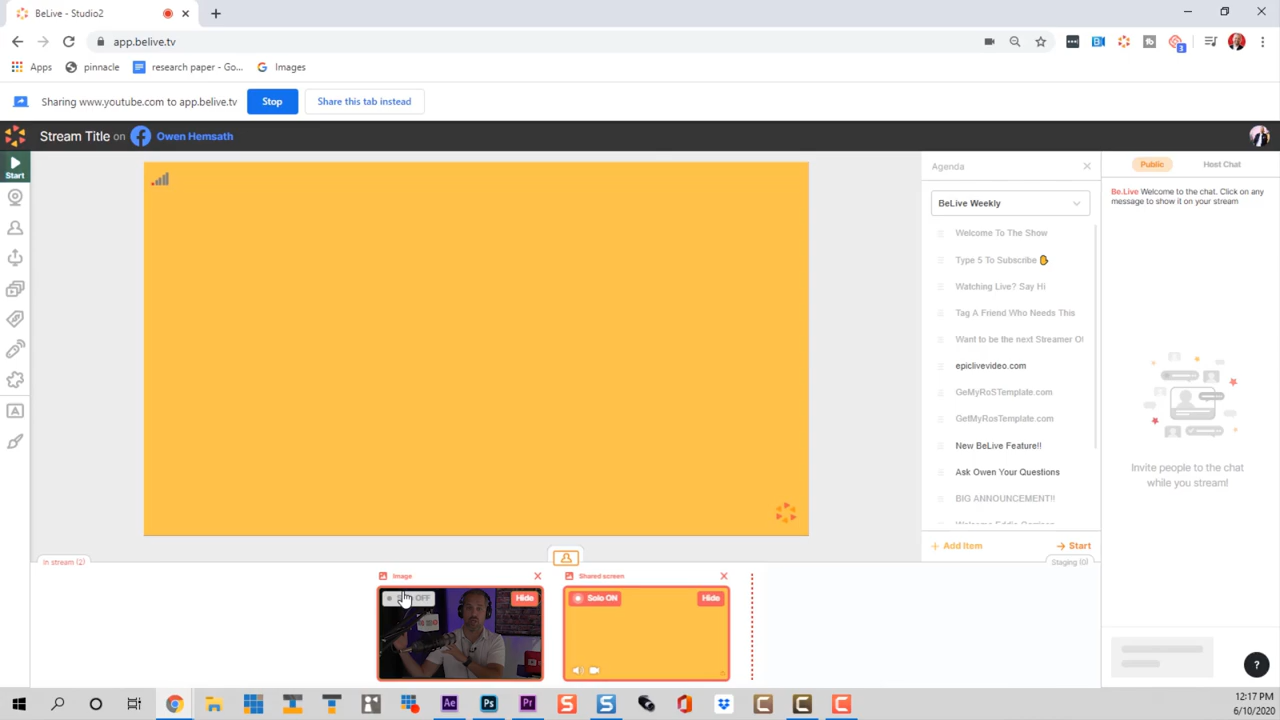 BeLive - Studio2
app.belive.tv
3
Apps
pinnacle
research paper - Go...
Images
Sharing www.youtube.com to app.belive.tv
Stop
Share this tab instead
Stream Title on Owen Hemsath
Start
Agenda
Public
Host Chat
BeLive Weekly
Be.Live Welcome to the chat. Click on any
message to show it on your stream
Welcome To The Show
Type 5 To Subscribe
Watching Live? Say Hi
Tag A Friend Who Needs This
Want to be the next Streamer Of
epiclivevideo.com
GeMyRoSTemplate.com
GetMyRosTemplate.com
New BeLive Feature!!
Ask Owen Your Questions
BIG ANNOUNCEMENT!!
Invite people to the chat
while you stream!
+ Add Item
Start
In stream (2)
Staging (0)
Image
Shared screen
OFF
Hide
Solo ON
Hide
?
Ae
Ps
Pr
S
S
C
C
C
12:17 PM
6/10/2020